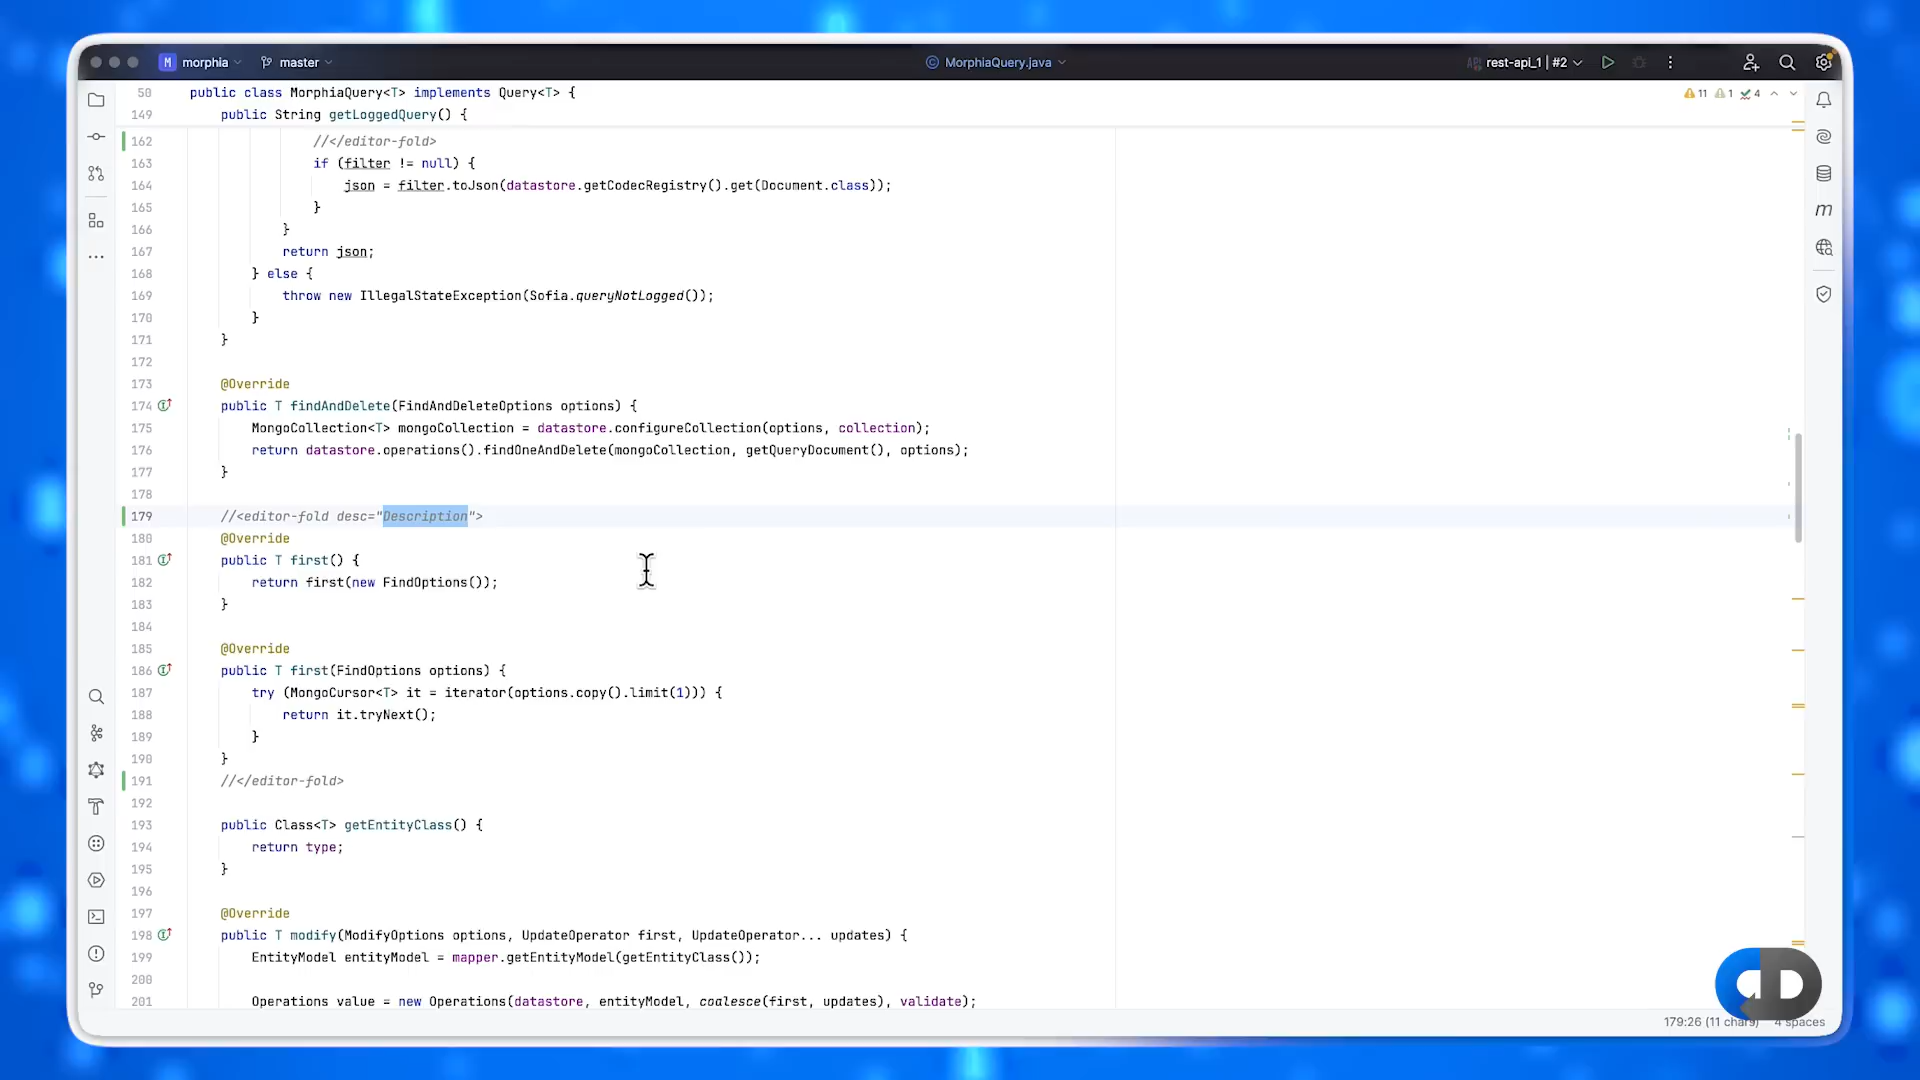 M morphia master MorphiaQuery.java rest-api_1 | #2
50 public class MorphiaQuery<T> implements Query<T> { 11 1 4
149 public String getLoggedQuery() {
162 //</editor-fold>
163 if (filter != null) {
164 json = filter.toJson(datastore.getCodecRegistry().get(Document.class));
165 }
166 }
167 return json;
168 } else {
169 throw new IllegalStateException(Sofia.queryNotLogged());
170 }
171 }
172
173 @Override
174 public T findAndDelete(FindAndDeleteOptions options) {
175 MongoCollection<T> mongoCollection = datastore.configureCollection(options, collection);
176 return datastore.operations().findOneAndDelete(mongoCollection, getQueryDocument(), options);
177 }
178
179 //<editor-fold desc="Description">
180 @Override
181 public T first() {
182 return first(new FindOptions());
183 }
184
185 @Override
186 public T first(FindOptions options) {
187 try (MongoCursor<T> it = iterator(options.copy().limit(1))) {
188 return it.tryNext();
189 }
190 }
191 //</editor-fold>
192
193 public Class<T> getEntityClass() {
194 return type;
195 }
196
197 @Override
198 public T modify(ModifyOptions options, UpdateOperator first, UpdateOperator... updates) {
199 EntityModel entityModel = mapper.getEntityModel(getEntityClass());
200
201 Operations value = new Operations(datastore, entityModel, coalesce(first, updates), validate);
179:26 (11 chars) 4 spaces